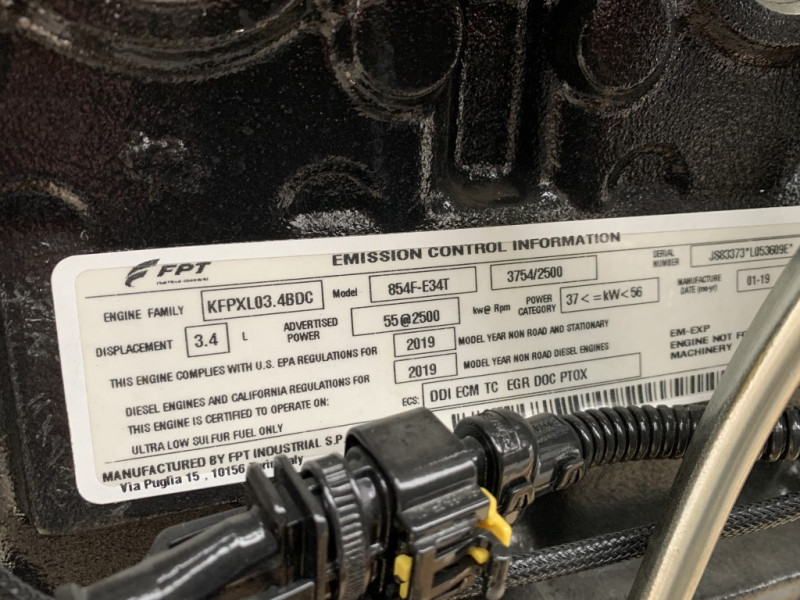 FPT
EMISSION CONTROL INFORMATION
SERIAL NUMBER JS83373*L053609E*
ENGINE FAMILY KFPXL03.4BDC Model 854F-E34T 3754/2500 MANUFACTURE DATE (mo-yr) 01-19
DISPLACEMENT 3.4 L ADVERTISED POWER 55@2500 kw@ Rpm POWER CATEGORY 37<=kW<56
THIS ENGINE COMPLIES WITH U.S. EPA REGULATIONS FOR 2019 MODEL YEAR NON ROAD AND STATIONARY
DIESEL ENGINES AND CALIFORNIA REGULATIONS FOR 2019 MODEL YEAR NON ROAD DIESEL ENGINES
THIS ENGINE IS CERTIFIED TO OPERATE ON: ECS: DDI ECM TC EGR DOC PTOX
ULTRA LOW SULFUR FUEL ONLY
EM-EXP
ENGINE NOT
MACHINERY
MANUFACTURED BY FPT INDUSTRIAL S.P
Via Puglia 15 , 10156